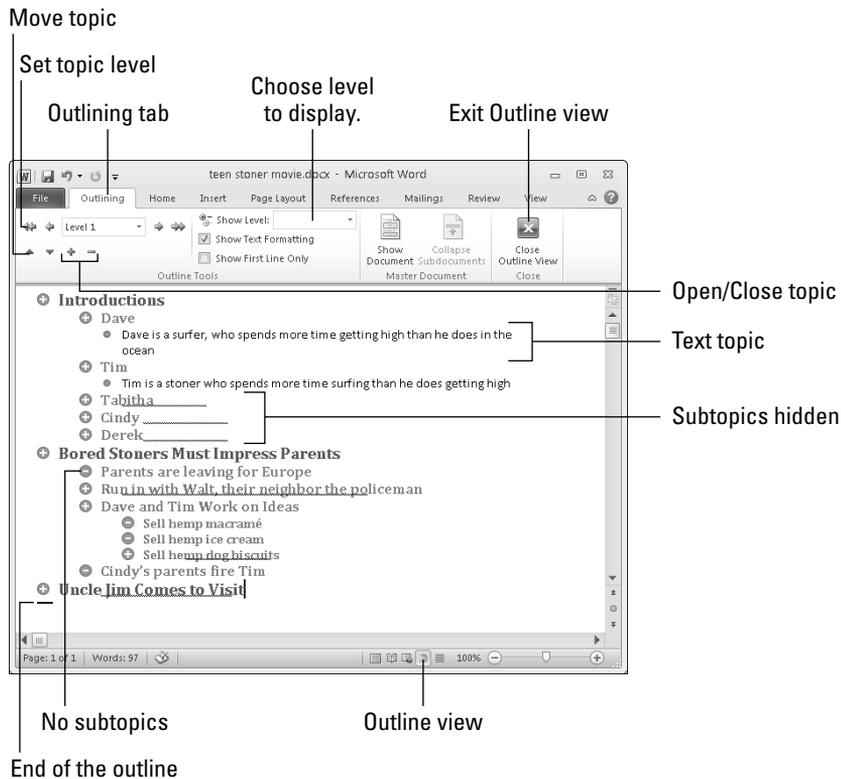 Move topic
Set topic level
Outlining tab
Choose level
to display.
Exit Outline view
teen stoner movie.docx - Microsoft Word
File Outlining Home Insert Page Layout References Mailings Review View
Level 1
Show Level:
Show Text Formatting
Show First Line Only
Show
Document
Collapse
Subdocuments
Close
Outline View
Outline Tools
Master Document
Close
Introductions
Dave
Dave is a surfer, who spends more time getting high than he does in the
ocean
Tim
Tim is a stoner who spends more time surfing than he does getting high
Tabitha
Cindy
Derek
Bored Stoners Must Impress Parents
Parents are leaving for Europe
Run in with Walt, their neighbor the policeman
Dave and Tim Work on Ideas
Sell hemp macramé
Sell hemp ice cream
Sell hemp dog biscuits
Cindy's parents fire Tim
Uncle Jim Comes to Visit
Open/Close topic
Text topic
Subtopics hidden
Page: 1 of 1 Words: 97 100%
No subtopics
Outline view
End of the outline